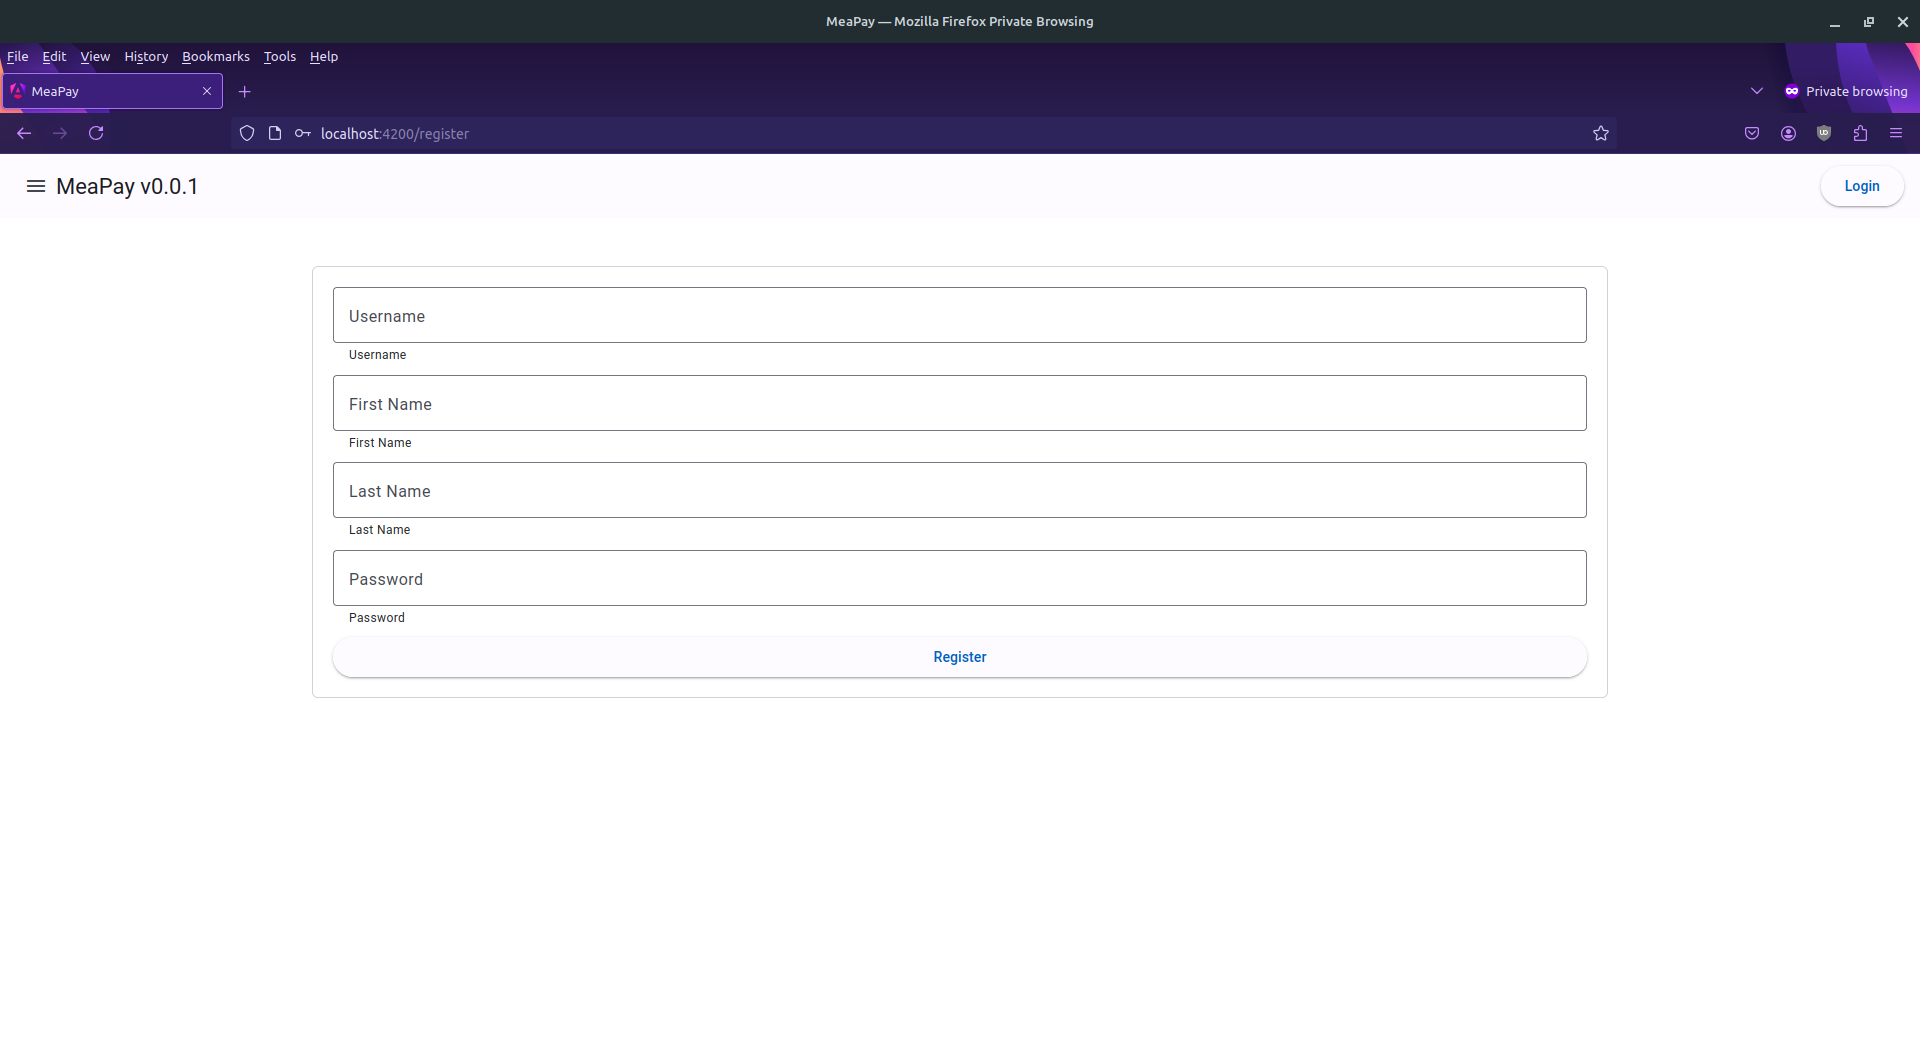 MeaPay — Mozilla Firefox Private Browsing
File Edit View History Bookmarks Tools Help
MeaPay
Private browsing
localhost:4200/register
MeaPay v0.0.1
Login
Username
Username
First Name
First Name
Last Name
Last Name
Password
Password
Register